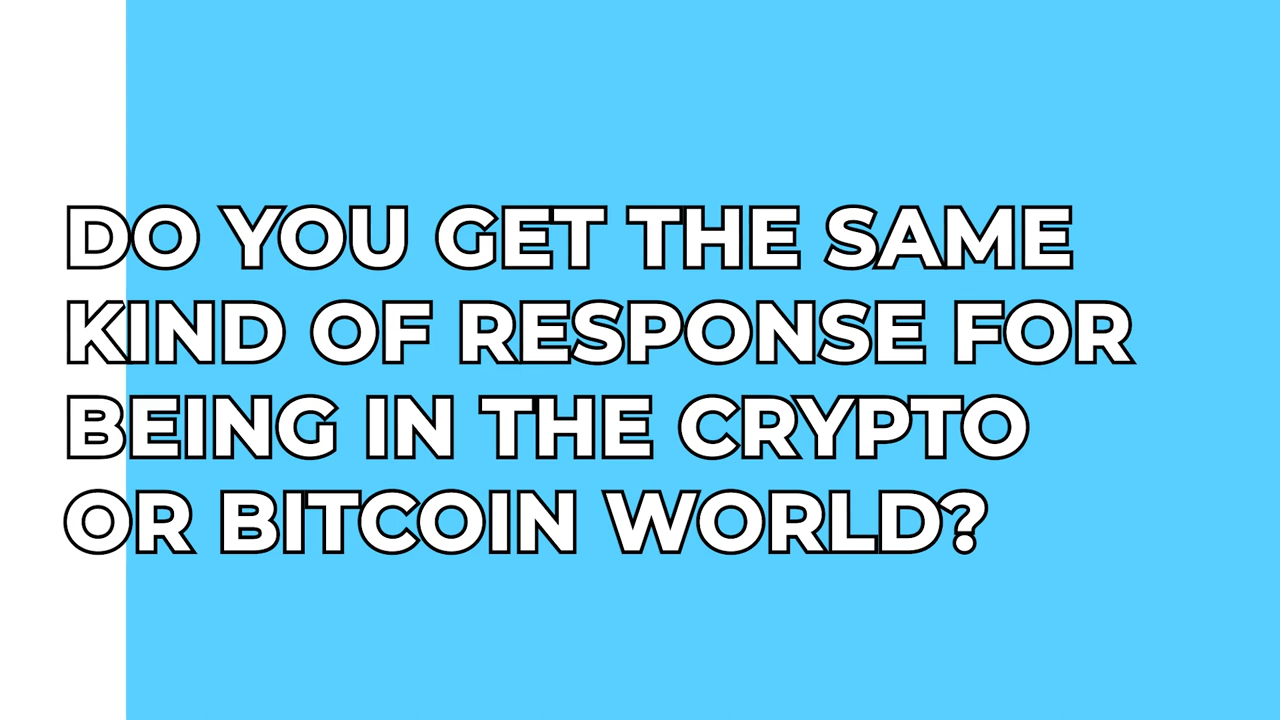 DO YOU GET THE SAME
KIND OF RESPONSE FOR
BEING IN THE CRYPTO
OR BITCOIN WORLD?